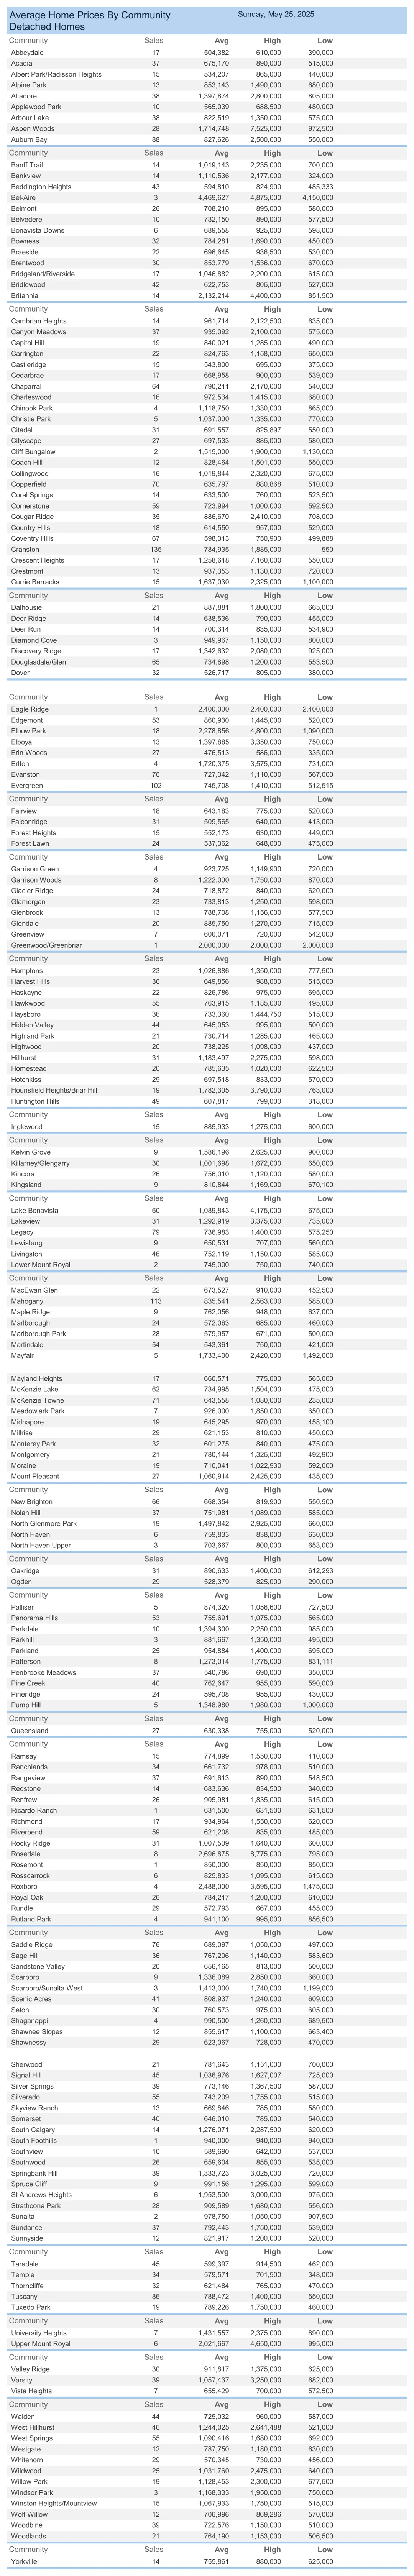 Average Home Prices By Community Sunday, May 25, 2025
Detached Homes
Community Sales Avg High Low
Abbeydale 17 504,382 610,000 390,000
Acadia 37 675,170 890,000 515,000
Albert Park/Radisson Heights 15 534,207 865,000 440,000
Alpine Park 13 853,143 1,490,000 680,000
Altadore 38 1,397,874 2,800,000 805,000
Applewood Park 10 565,039 688,500 480,000
Arbour Lake 38 822,519 1,350,000 575,000
Aspen Woods 28 1,714,748 7,525,000 972,500
Auburn Bay 88 827,626 2,500,000 550,000
Community Sales Avg High Low
Banff Trail 14 1,019,143 2,235,000 700,000
Bankview 14 1,110,536 2,177,000 324,000
Beddington Heights 43 594,810 824,900 485,333
Bel-Aire 3 4,469,627 4,875,000 4,150,000
Belmont 26 708,210 895,000 580,000
Belvedere 10 732,150 890,000 577,500
Bonavista Downs 6 689,558 925,000 598,000
Bowness 32 784,281 1,690,000 450,000
Braeside 22 696,645 936,500 530,000
Brentwood 30 853,779 1,536,000 670,000
Bridgeland/Riverside 17 1,046,882 2,200,000 615,000
Bridlewood 42 622,753 805,000 527,000
Britannia 14 2,132,214 4,400,000 851,500
Community Sales Avg High Low
Cambrian Heights 14 961,714 2,122,500 635,000
Canyon Meadows 37 935,092 2,100,000 575,000
Capitol Hill 19 840,021 1,285,000 490,000
Carrington 22 824,763 1,158,000 650,000
Castleridge 15 543,800 695,000 375,000
Cedarbrae 17 668,958 900,000 539,000
Chaparral 64 790,211 2,170,000 540,000
Charleswood 16 972,534 1,415,000 680,000
Chinook Park 4 1,118,750 1,330,000 865,000
Christie Park 5 1,037,000 1,335,000 770,000
Citadel 31 691,557 825,897 550,000
Cityscape 27 697,533 885,000 580,000
Cliff Bungalow 2 1,515,000 1,900,000 1,130,000
Coach Hill 12 828,464 1,501,000 550,000
Collingwood 16 1,019,844 2,320,000 675,000
Copperfield 70 635,797 880,868 510,000
Coral Springs 14 633,500 760,000 523,500
Cornerstone 59 723,994 1,000,000 592,500
Cougar Ridge 35 886,670 2,410,000 708,000
Country Hills 18 614,550 957,000 529,000
Coventry Hills 67 598,313 750,900 499,888
Cranston 135 784,935 1,885,000 550
Crescent Heights 17 1,258,618 7,160,000 550,000
Crestmont 13 937,353 1,130,000 720,000
Currie Barracks 15 1,637,030 2,325,000 1,100,000
Community Sales Avg High Low
Dalhousie 21 887,881 1,800,000 665,000
Deer Ridge 14 638,536 790,000 455,000
Deer Run 14 700,314 835,000 534,900
Diamond Cove 3 949,967 1,150,000 800,000
Discovery Ridge 17 1,342,632 2,080,000 925,000
Douglasdale/Glen 65 734,898 1,200,000 553,500
Dover 32 526,717 805,000 380,000
Community Sales Avg High Low
Eagle Ridge 1 2,400,000 2,400,000 2,400,000
Edgemont 53 860,930 1,445,000 520,000
Elbow Park 18 2,278,856 4,800,000 1,090,000
Elboya 13 1,397,885 3,350,000 750,000
Erin Woods 27 476,513 586,000 335,000
Erlton 4 1,720,375 3,575,000 731,000
Evanston 76 727,342 1,110,000 567,000
Evergreen 102 745,708 1,410,000 512,515
Community Sales Avg High Low
Fairview 18 643,183 775,000 520,000
Falconridge 31 509,565 640,000 413,000
Forest Heights 15 552,173 630,000 449,000
Forest Lawn 24 537,362 648,000 475,000
Community Sales Avg High Low
Garrison Green 4 923,725 1,149,900 720,000
Garrison Woods 8 1,222,000 1,750,000 870,000
Glacier Ridge 24 718,872 840,000 620,000
Glamorgan 23 733,813 1,250,000 598,000
Glenbrook 13 788,708 1,156,000 577,500
Glendale 20 885,750 1,270,000 715,000
Greenview 7 606,071 720,000 542,000
Greenwood/Greenbriar 1 2,000,000 2,000,000 2,000,000
Community Sales Avg High Low
Hamptons 23 1,026,886 1,350,000 777,500
Harvest Hills 36 649,856 988,000 515,000
Haskayne 22 826,786 975,000 695,000
Hawkwood 55 763,915 1,185,000 495,000
Haysboro 36 733,360 1,444,750 515,000
Hidden Valley 44 645,053 995,000 500,000
Highland Park 21 730,714 1,285,000 465,000
Highwood 20 738,225 1,098,000 437,000
Hillhurst 31 1,183,497 2,275,000 598,000
Homestead 20 785,635 1,020,000 622,500
Hotchkiss 29 697,518 833,000 570,000
Hounsfield Heights/Briar Hill 19 1,782,305 3,790,000 763,000
Huntington Hills 49 607,817 799,000 318,000
Community Sales Avg High Low
Inglewood 15 885,933 1,275,000 600,000
Community Sales Avg High Low
Kelvin Grove 9 1,586,196 2,625,000 900,000
Killarney/Glengarry 30 1,001,698 1,672,000 650,000
Kincora 26 756,010 1,120,000 580,000
Kingsland 9 810,844 1,169,000 670,100
Community Sales Avg High Low
Lake Bonavista 60 1,089,843 4,175,000 675,000
Lakeview 31 1,292,919 3,375,000 735,000
Legacy 79 736,983 1,400,000 575,250
Lewisburg 9 650,531 707,000 560,000
Livingston 46 752,119 1,150,000 585,000
Lower Mount Royal 2 745,000 750,000 740,000
Community Sales Avg High Low
MacEwan Glen 22 673,527 910,000 452,500
Mahogany 113 835,541 2,563,000 585,000
Maple Ridge 9 762,056 948,000 637,000
Marlborough 24 572,063 685,000 460,000
Marlborough Park 28 579,957 671,000 500,000
Martindale 54 543,361 750,000 421,000
Mayfair 5 1,733,400 2,420,000 1,492,000
Mayland Heights 17 660,571 775,000 565,000
McKenzie Lake 62 734,995 1,504,000 475,000
McKenzie Towne 71 643,558 1,080,000 235,000
Meadowlark Park 7 926,000 1,850,000 650,000
Midnapore 19 645,295 970,000 458,100
Millrise 29 621,153 810,000 450,000
Monterey Park 32 601,275 840,000 475,000
Montgomery 21 780,144 1,325,000 492,900
Moraine 19 710,041 1,022,930 592,000
Mount Pleasant 27 1,060,914 2,425,000 435,000
Community Sales Avg High Low
New Brighton 66 668,354 819,900 550,500
Nolan Hill 37 751,981 1,089,000 585,000
North Glenmore Park 19 1,497,842 2,925,000 660,000
North Haven 6 759,833 838,000 630,000
North Haven Upper 3 703,667 800,000 653,000
Community Sales Avg High Low
Oakridge 31 890,633 1,400,000 612,293
Ogden 29 528,379 825,000 290,000
Community Sales Avg High Low
Palliser 5 874,320 1,056,600 727,500
Panorama Hills 53 755,691 1,075,000 565,000
Parkdale 10 1,394,300 2,250,000 985,000
Parkhill 3 881,667 1,350,000 495,000
Parkland 25 954,884 1,400,000 595,000
Patterson 8 1,273,014 1,775,000 831,111
Penbrooke Meadows 37 540,786 690,000 350,000
Pine Creek 40 762,647 955,000 590,000
Pineridge 24 595,708 955,000 430,000
Pump Hill 5 1,348,980 1,980,000 1,000,000
Community Sales Avg High Low
Queensland 27 630,338 755,000 520,000
Community Sales Avg High Low
Ramsay 15 774,899 1,550,000 410,000
Ranchlands 34 661,732 978,000 510,000
Rangeview 37 691,613 890,000 548,500
Redstone 14 683,636 834,500 340,000
Renfrew 26 905,981 1,835,000 615,000
Ricardo Ranch 1 631,500 631,500 631,500
Richmond 17 934,964 1,550,000 620,000
Riverbend 59 621,208 835,000 485,000
Rocky Ridge 31 1,007,509 1,640,000 600,000
Rosedale 8 2,696,875 8,775,000 795,000
Rosemont 1 850,000 850,000 850,000
Rosscarrock 6 825,833 1,095,000 615,000
Roxboro 4 2,488,000 3,595,000 1,475,000
Royal Oak 26 784,217 1,200,000 610,000
Rundle 29 572,793 667,000 455,000
Rutland Park 4 941,100 995,000 856,500
Community Sales Avg High Low
Saddle Ridge 76 689,097 1,050,000 497,000
Sage Hill 36 767,206 1,140,000 583,600
Sandstone Valley 20 656,165 813,000 500,000
Scarboro 9 1,336,089 2,850,000 660,000
Scarboro/Sunalta West 3 1,413,000 1,740,000 1,199,000
Scenic Acres 41 808,937 1,240,000 609,000
Seton 30 760,573 975,000 605,000
Shaganappi 4 990,500 1,260,000 689,500
Shawnee Slopes 12 855,617 1,100,000 663,400
Shawnessy 29 623,067 728,000 470,000
Sherwood 21 781,643 1,151,000 700,000
Signal Hill 45 1,036,976 1,627,007 725,000
Silver Springs 39 773,146 1,367,500 587,000
Silverado 55 743,209 1,755,000 515,000
Skyview Ranch 13 669,846 785,000 580,000
Somerset 40 646,010 785,000 540,000
South Calgary 14 1,276,071 2,287,500 620,000
South Foothills 1 940,000 940,000 940,000
Southview 10 589,690 642,000 537,000
Southwood 26 659,604 855,000 535,000
Springbank Hill 39 1,333,723 3,025,000 720,000
Spruce Cliff 9 991,156 1,295,000 599,000
St Andrews Heights 6 1,953,500 3,000,000 975,000
Strathcona Park 28 909,589 1,680,000 556,000
Sunalta 2 978,750 1,050,000 907,500
Sundance 37 792,443 1,750,000 539,000
Sunnyside 12 821,917 1,200,000 520,000
Community Sales Avg High Low
Taradale 45 599,397 914,500 462,000
Temple 34 579,571 701,500 348,000
Thorncliffe 32 621,484 765,000 470,000
Tuscany 86 788,472 1,400,000 550,000
Tuxedo Park 19 789,226 1,750,000 460,000
Community Sales Avg High Low
University Heights 7 1,431,557 2,375,000 890,000
Upper Mount Royal 6 2,021,667 4,650,000 995,000
Community Sales Avg High Low
Valley Ridge 30 911,817 1,375,000 625,000
Varsity 39 1,057,437 3,250,000 682,000
Vista Heights 7 655,429 700,000 572,500
Community Sales Avg High Low
Walden 44 725,032 960,000 587,000
West Hillhurst 46 1,244,025 2,641,488 521,000
West Springs 55 1,090,416 1,680,000 692,000
Westgate 12 787,750 1,180,000 630,000
Whitehorn 29 570,345 730,000 456,000
Wildwood 25 1,031,760 2,475,000 640,000
Willow Park 19 1,128,453 2,300,000 677,500
Windsor Park 3 1,168,333 1,950,000 750,000
Winston Heights/Mountview 15 1,067,933 1,750,000 515,000
Wolf Willow 12 706,996 869,286 570,000
Woodbine 39 722,576 1,150,000 510,000
Woodlands 21 764,190 1,153,000 506,500
Community Sales Avg High Low
Yorkville 14 755,861 880,000 625,000